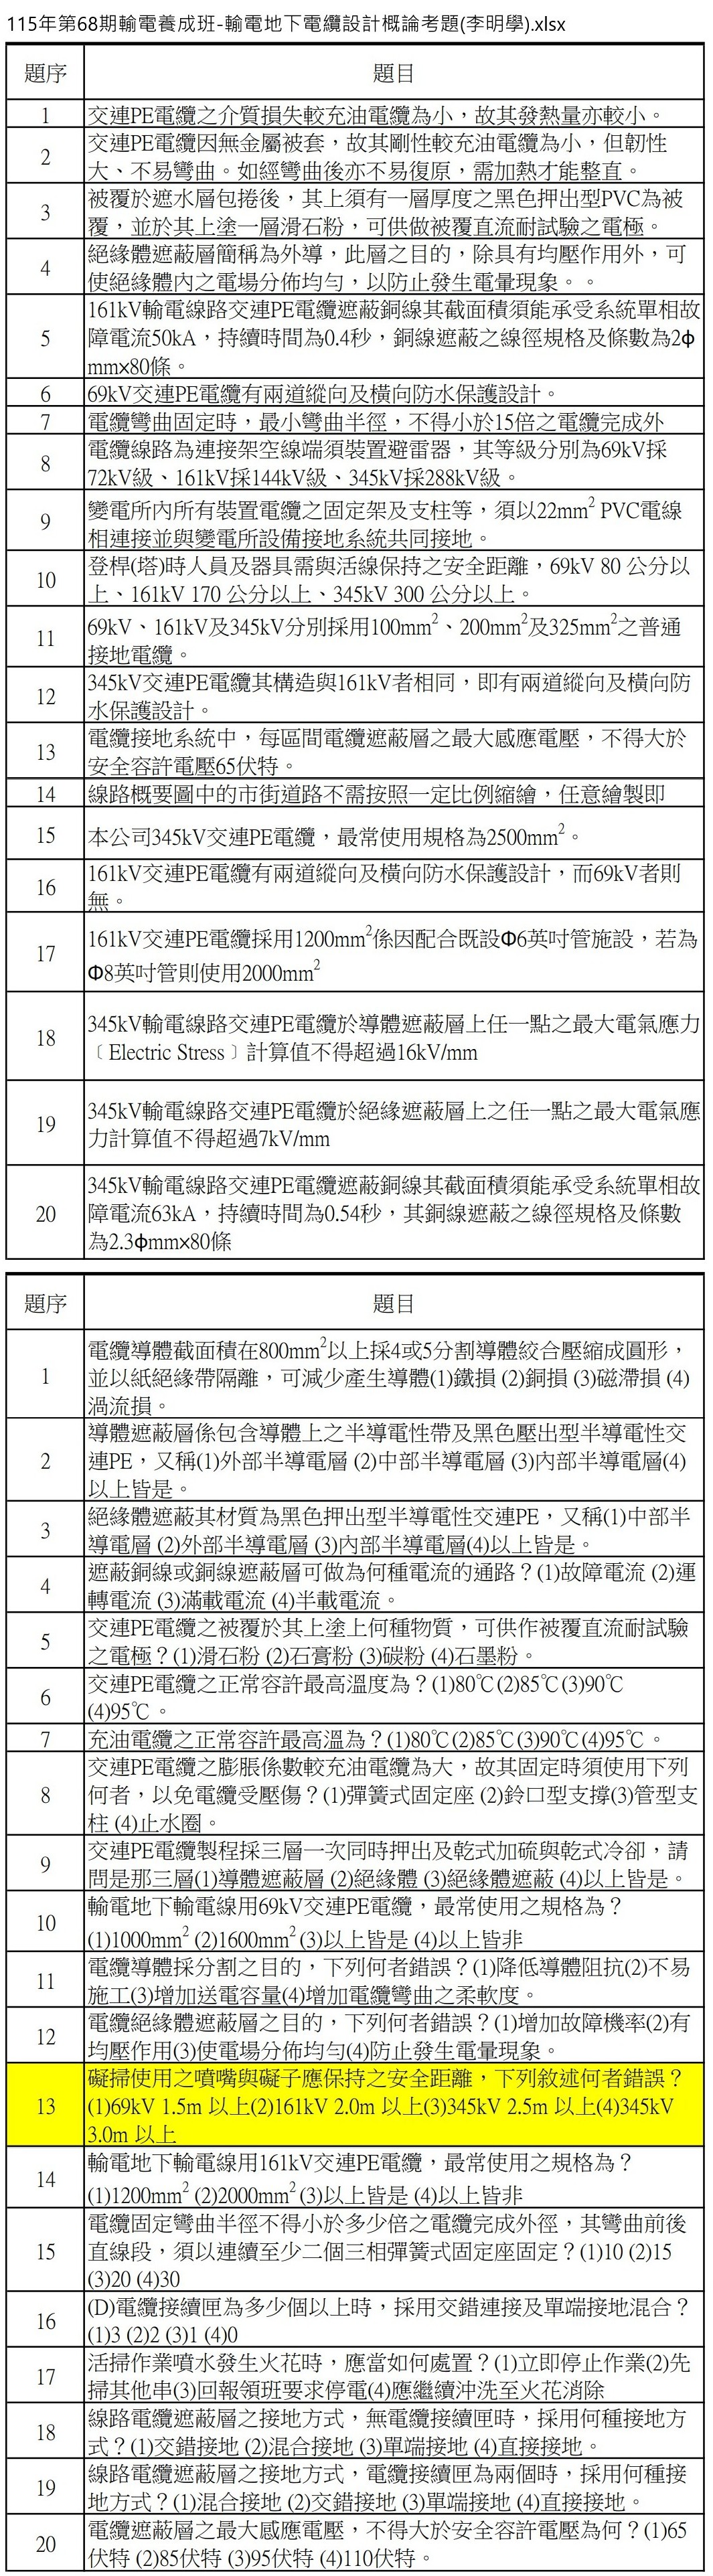 115年第68期輸電養成班-輸電地下電纜設計概論考題(李明學).xlsx
題序 題目
1 交連PE電纜之介質損失較充油電纜為小，故其發熱量亦較小。
2 交連PE電纜因無金屬被套，故其剛性較充油電纜為小，但韌性
大、不易彎曲。如經彎曲後亦不易復原，需加熱才能整直。
3 被覆於遮水層包捲後，其上須有一層厚度之黑色押出型PVC為被
覆，並於其上塗一層滑石粉，可供做被覆直流耐試驗之電極。
4 絕緣體遮蔽層簡稱為外導，此層之目的，除具有均壓作用外，可
使絕緣體內之電場分佈均勻，以防止發生電暈現象。。
5 161kV輸電線路交連PE電纜遮蔽銅線其截面積須能承受系統單相故
障電流50kA，持續時間為0.4秒，銅線遮蔽之線徑規格及條數為2ф
mm×80條。
6 69kV交連PE電纜有兩道縱向及橫向防水保護設計。
7 電纜彎曲固定時，最小彎曲半徑，不得小於15倍之電纜完成外
8 電纜線路為連接架空線端須裝置避雷器，其等級分別為69kV採
72kV級、161kV採144kV級、345kV採288kV級。
9 變電所內所有裝置電纜之固定架及支柱等，須以22mm² PVC電線
相連接並與變電所設備接地系統共同接地。
10 登桿(塔)時人員及器具需與活線保持之安全距離，69kV 80 公分以
上、161kV 170 公分以上、345kV 300 公分以上。
11 69kV、161kV及345kV分別採用100mm²、200mm²及325mm²之普通
接地電纜。
12 345kV交連PE電纜其構造與161kV者相同，即有兩道縱向及橫向防
水保護設計。
13 電纜接地系統中，每區間電纜遮蔽層之最大感應電壓，不得大於
安全容許電壓65伏特。
14 線路概要圖中的市街道路不需按照一定比例縮繪，任意繪製即
15 本公司345kV交連PE電纜，最常使用規格為2500mm²。
16 161kV交連PE電纜有兩道縱向及橫向防水保護設計，而69kV者則
無。
17 161kV交連PE電纜採用1200mm²係因配合既設Φ6英吋管施設，若為
Φ8英吋管則使用2000mm²
18 345kV輸電線路交連PE電纜於導體遮蔽層上任一點之最大電氣應力
﹝Electric Stress﹞計算值不得超過16kV/mm
19 345kV輸電線路交連PE電纜於絕緣遮蔽層上之任一點之最大電氣應
力計算值不得超過7kV/mm
20 345kV輸電線路交連PE電纜遮蔽銅線其截面積須能承受系統單相故
障電流63kA，持續時間為0.54秒，其銅線遮蔽之線徑規格及條數
為2.3фmm×80條
題序 題目
1 電纜導體截面積在800mm²以上採4或5分割導體絞合壓縮成圓形，
並以紙絕緣帶隔離，可減少產生導體(1)鐵損 (2)銅損 (3)磁滯損 (4)
渦流損。
2 導體遮蔽層係包含導體上之半導電性帶及黑色壓出型半導電性交
連PE，又稱(1)外部半導電層 (2)中部半導電層 (3)內部半導電層(4)
以上皆是。
3 絕緣體遮蔽其材質為黑色押出型半導電性交連PE，又稱(1)中部半
導電層 (2)外部半導電層 (3)內部半導電層(4)以上皆是。
4 遮蔽銅線或銅線遮蔽層可做為何種電流的通路？(1)故障電流 (2)運
轉電流 (3)滿載電流 (4)半載電流。
5 交連PE電纜之被覆於其上塗上何種物質，可供作被覆直流耐試驗
之電極？(1)滑石粉 (2)石膏粉 (3)碳粉 (4)石墨粉。
6 交連PE電纜之正常容許最高溫度為？(1)80℃(2)85℃(3)90℃
(4)95℃。
7 充油電纜之正常容許最高溫為？(1)80℃(2)85℃(3)90℃(4)95℃。
8 交連PE電纜之膨脹係數較充油電纜為大，故其固定時須使用下列
何者，以免電纜受壓傷？(1)彈簧式固定座 (2)鈴口型支撐(3)管型支
柱 (4)止水圈。
9 交連PE電纜製程採三層一次同時押出及乾式加硫與乾式冷卻，請
問是那三層(1)導體遮蔽層 (2)絕緣體 (3)絕緣體遮蔽 (4)以上皆是。
10 輸電地下輸電線用69kV交連PE電纜，最常使用之規格為？
(1)1000mm² (2)1600mm² (3)以上皆是 (4)以上皆非
11 電纜導體採分割之目的，下列何者錯誤？(1)降低導體阻抗(2)不易
施工(3)增加送電容量(4)增加電纜彎曲之柔軟度。
12 電纜絕緣體遮蔽層之目的，下列何者錯誤？(1)增加故障機率(2)有
均壓作用(3)使電場分佈均勻(4)防止發生電暈現象。
13 礙掃使用之噴嘴與礙子應保持之安全距離，下列敘述何者錯誤？
(1)69kV 1.5m 以上(2)161kV 2.0m 以上(3)345kV 2.5m 以上(4)345kV
3.0m 以上
14 輸電地下輸電線用161kV交連PE電纜，最常使用之規格為？
(1)1200mm² (2)2000mm² (3)以上皆是 (4)以上皆非
15 電纜固定彎曲半徑不得小於多少倍之電纜完成外徑，其彎曲前後
直線段，須以連續至少二個三相彈簧式固定座固定？(1)10 (2)15
(3)20 (4)30
16 (D)電纜接續匣為多少個以上時，採用交錯連接及單端接地混合？
(1)3 (2)2 (3)1 (4)0
17 活掃作業噴水發生火花時，應當如何處置？(1)立即停止作業(2)先
掃其他串(3)回報領班要求停電(4)應繼續沖洗至火花消除
18 線路電纜遮蔽層之接地方式，無電纜接續匣時，採用何種接地方
式？(1)交錯接地 (2)混合接地 (3)單端接地 (4)直接接地。
19 線路電纜遮蔽層之接地方式，電纜接續匣為兩個時，採用何種接
地方式？(1)混合接地 (2)交錯接地 (3)單端接地 (4)直接接地。
20 電纜遮蔽層之最大感應電壓，不得大於安全容許電壓為何？(1)65
伏特 (2)85伏特 (3)95伏特 (4)110伏特。